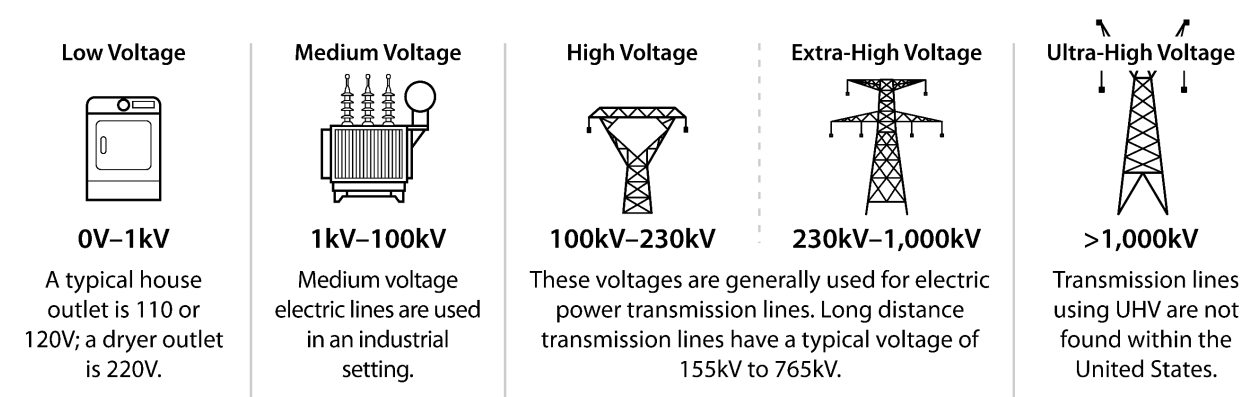 Low Voltage
0V–1kV
A typical house
outlet is 110 or
120V; a dryer outlet
is 220V.
Medium Voltage
1kV–100kV
Medium voltage
electric lines are used
in an industrial
setting.
High Voltage
100kV–230kV
Extra-High Voltage
230kV–1,000kV
These voltages are generally used for electric
power transmission lines. Long distance
transmission lines have a typical voltage of
155kV to 765kV.
Ultra-High Voltage
>1,000kV
Transmission lines
using UHV are not
found within the
United States.